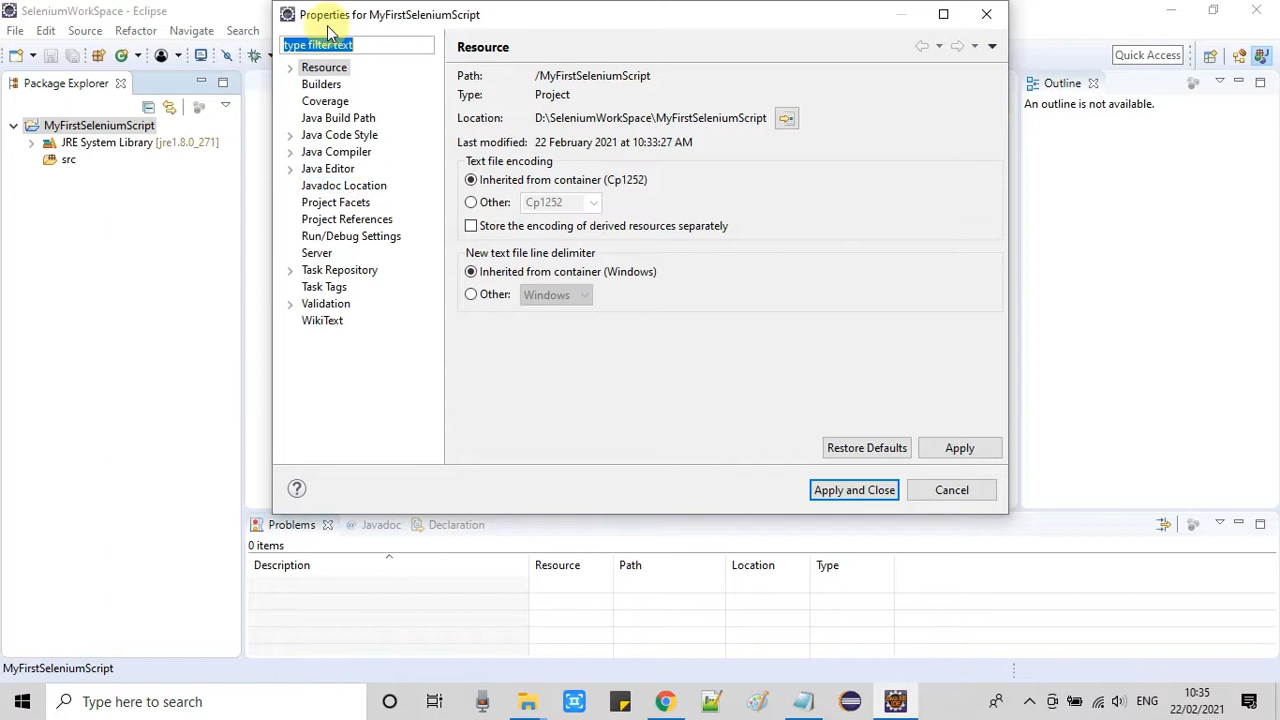 SeleniumWorkSpace - Eclipse
Properties for MyFirstSeleniumScript
File Edit Source Refactor Navigate Search
type filter text
Resource
Quick Access
Package Explorer
Outline
An outline is not available.
MyFirstSeleniumScript
JRE System Library [jre1.8.0_271]
src
Resource
Builders
Coverage
Java Build Path
Java Code Style
Java Compiler
Java Editor
Javadoc Location
Project Facets
Project References
Run/Debug Settings
Server
Task Repository
Task Tags
Validation
WikiText
Path: /MyFirstSeleniumScript
Type: Project
Location: D:\SeleniumWorkSpace\MyFirstSeleniumScript
Last modified: 22 February 2021 at 10:33:27 AM
Text file encoding
Inherited from container (Cp1252)
Other: Cp1252
Store the encoding of derived resources separately
New text file line delimiter
Inherited from container (Windows)
Other: Windows
Restore Defaults Apply
Apply and Close Cancel
Problems Javadoc Declaration
0 items
Description Resource Path Location Type
MyFirstSeleniumScript
Type here to search
ENG
10:35
22/02/2021